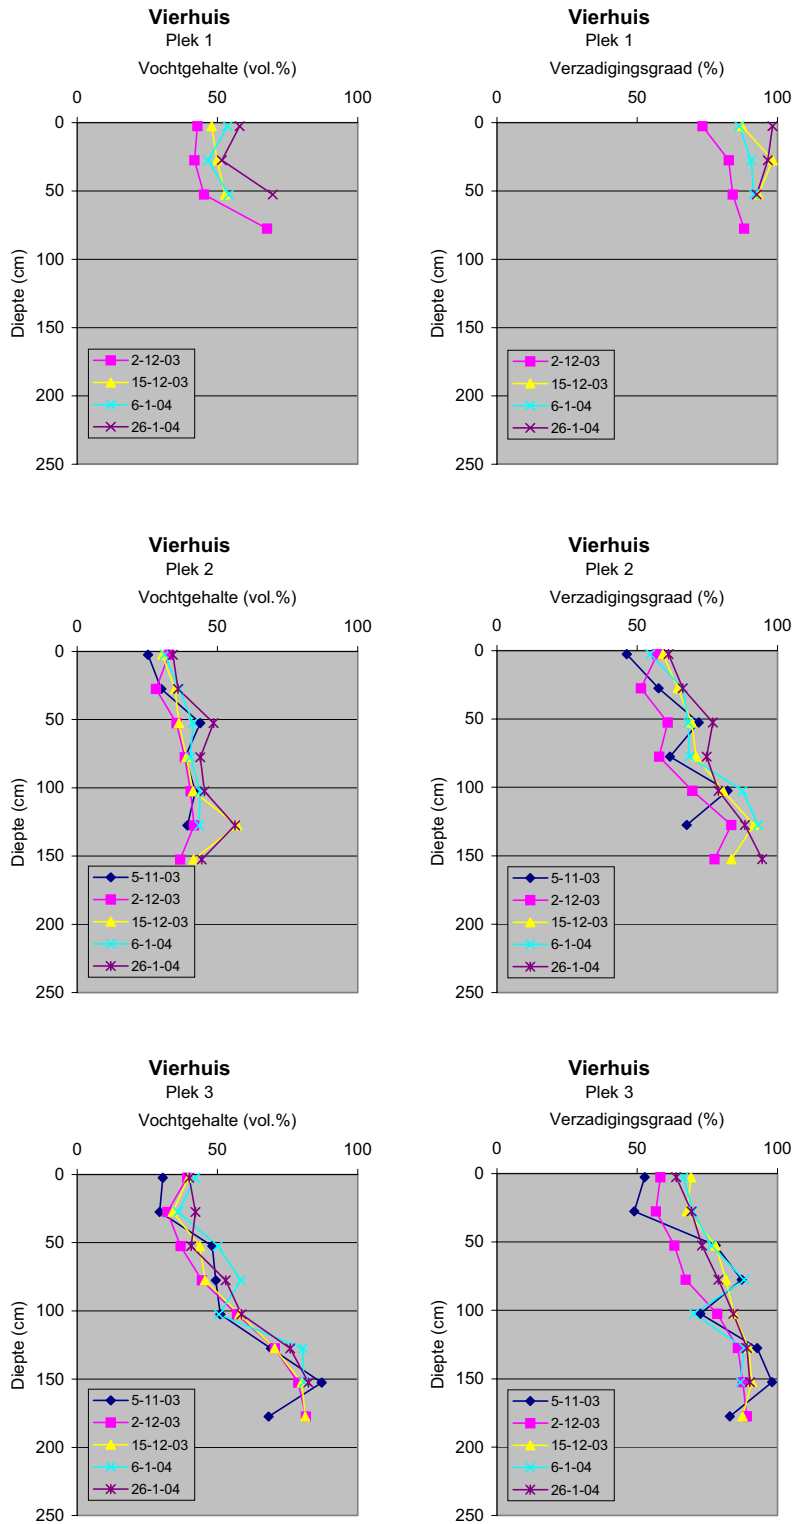 Vierhuis
Plek 1
Vochtgehalte (vol.%)
0 50 100
0
50
100
150
200
250
Diepte (cm)
2-12-03
15-12-03
6-1-04
26-1-04
Vierhuis
Plek 1
Verzadigingsgraad (%)
0 50 100
0
50
100
150
200
250
Diepte (cm)
2-12-03
15-12-03
6-1-04
26-1-04
Vierhuis
Plek 2
Vochtgehalte (vol.%)
0 50 100
0
50
100
150
200
250
Diepte (cm)
5-11-03
2-12-03
15-12-03
6-1-04
26-1-04
Vierhuis
Plek 2
Verzadigingsgraad (%)
0 50 100
0
50
100
150
200
250
Diepte (cm)
5-11-03
2-12-03
15-12-03
6-1-04
26-1-04
Vierhuis
Plek 3
Vochtgehalte (vol.%)
0 50 100
0
50
100
150
200
250
Diepte (cm)
5-11-03
2-12-03
15-12-03
6-1-04
26-1-04
Vierhuis
Plek 3
Verzadigingsgraad (%)
0 50 100
0
50
100
150
200
250
Diepte (cm)
5-11-03
2-12-03
15-12-03
6-1-04
26-1-04